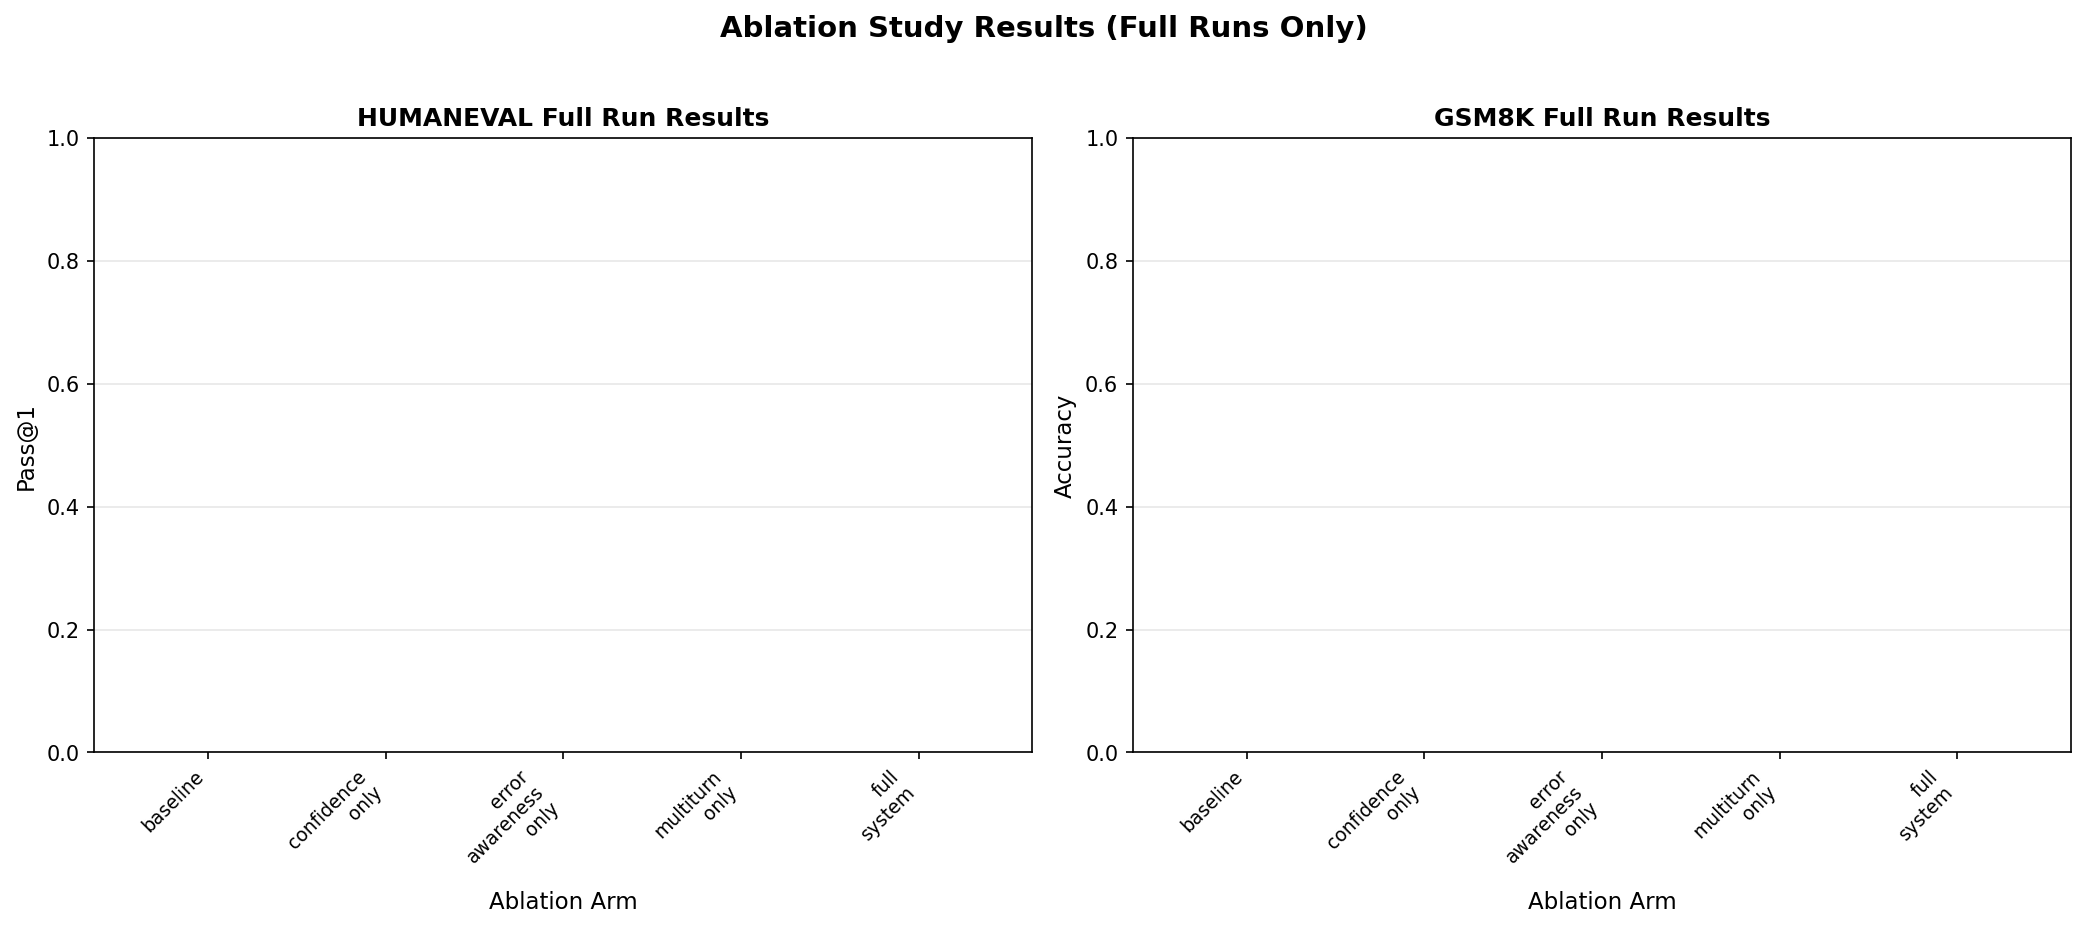 Ablation Study Results (Full Runs Only)
HUMANEVAL Full Run Results
1.0
0.8
0.6
0.4
0.2
0.0
Pass@1
baseline
confidence
only
error
awareness
only
multiturn
only
full
system
Ablation Arm
GSM8K Full Run Results
1.0
0.8
0.6
0.4
0.2
0.0
Accuracy
baseline
confidence
only
error
awareness
only
multiturn
only
full
system
Ablation Arm